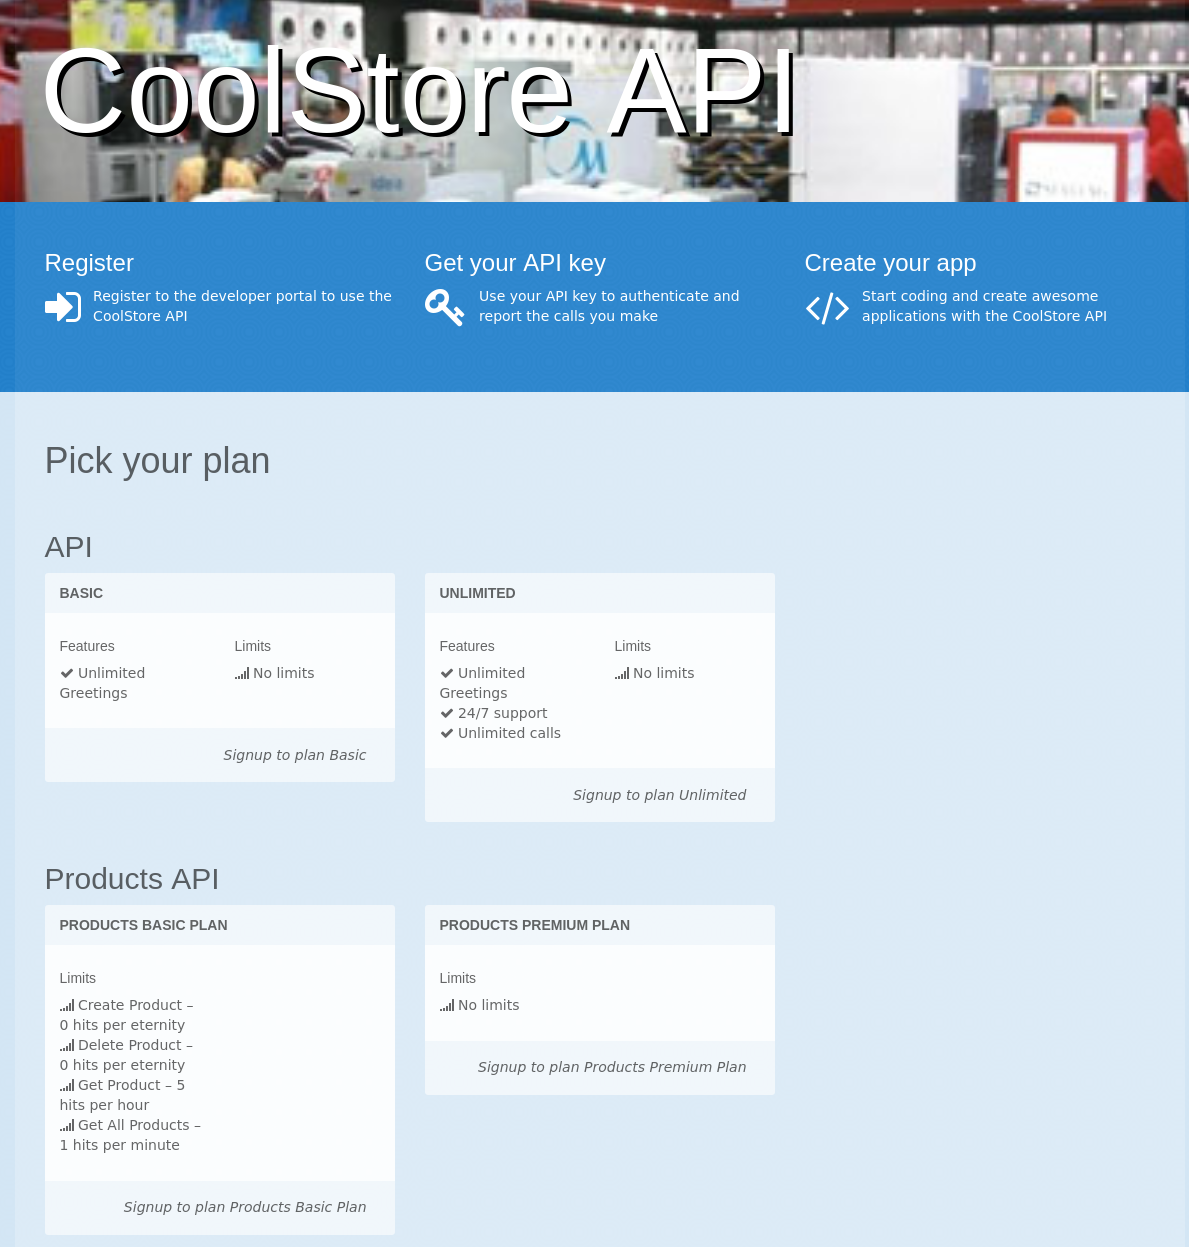 CoolStore API
Register
Register to the developer portal to use the
CoolStore API
Get your API key
Use your API key to authenticate and
report the calls you make
Create your app
Start coding and create awesome
applications with the CoolStore API
Pick your plan
API
BASIC
Features
Unlimited
Greetings
Limits
No limits
Signup to plan Basic
UNLIMITED
Features
Unlimited
Greetings
24/7 support
Unlimited calls
Limits
No limits
Signup to plan Unlimited
Products API
PRODUCTS BASIC PLAN
Limits
Create Product –
0 hits per eternity
Delete Product –
0 hits per eternity
Get Product – 5
hits per hour
Get All Products –
1 hits per minute
Signup to plan Products Basic Plan
PRODUCTS PREMIUM PLAN
Limits
No limits
Signup to plan Products Premium Plan